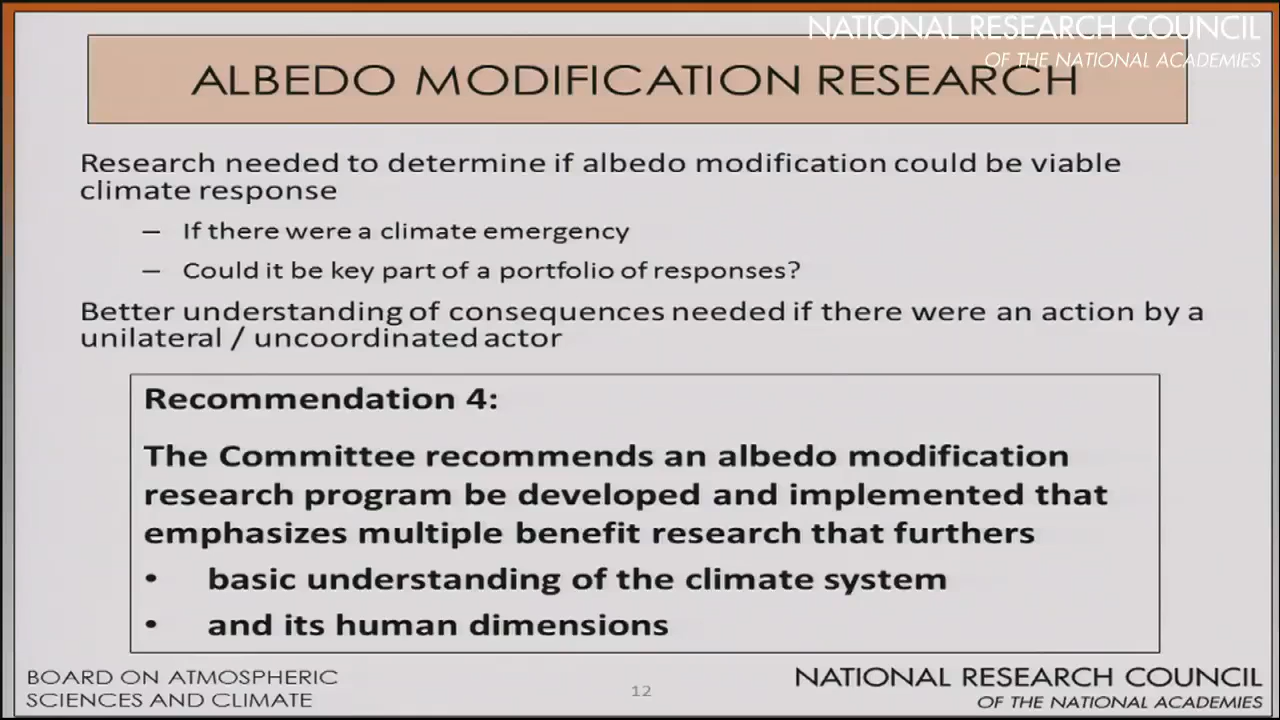 NATIONAL RESEARCH COUNCIL
OF THE NATIONAL ACADEMIES
ALBEDO MODIFICATION RESEARCH
Research needed to determine if albedo modification could be viable
climate response
– If there were a climate emergency
– Could it be key part of a portfolio of responses?
Better understanding of consequences needed if there were an action by a
unilateral / uncoordinated actor
Recommendation 4:
The Committee recommends an albedo modification
research program be developed and implemented that
emphasizes multiple benefit research that furthers
• basic understanding of the climate system
• and its human dimensions
BOARD ON ATMOSPHERIC
SCIENCES AND CLIMATE
12
NATIONAL RESEARCH COUNCIL
OF THE NATIONAL ACADEMIES